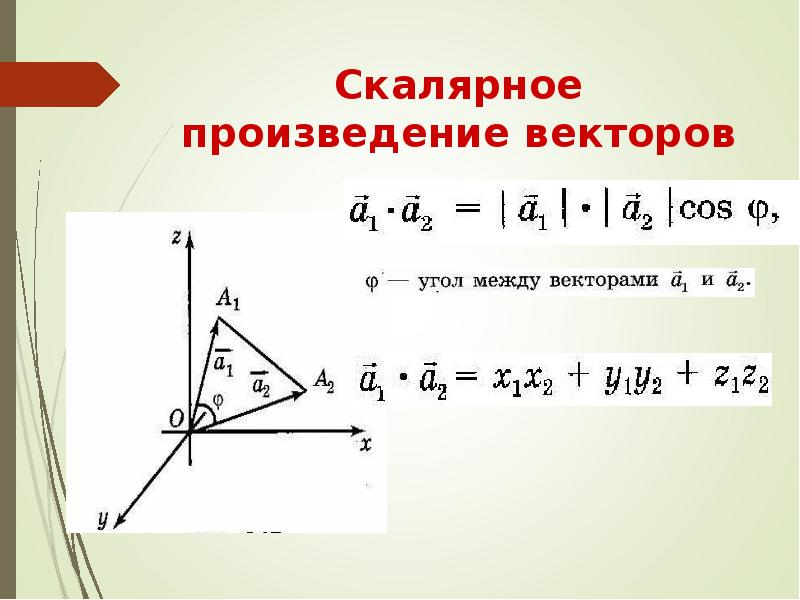 Скалярное
произведение векторов
a⃗₁·a⃗₂ = |a⃗₁|•|a⃗₂|cos φ,
φ — угол между векторами a⃗₁ и a⃗₂.
a⃗₁ • a⃗₂ = x₁x₂ + y₁y₂ + z₁z₂
z
A₁
a̅₁
a̅₂
A₂
φ
O
x
y